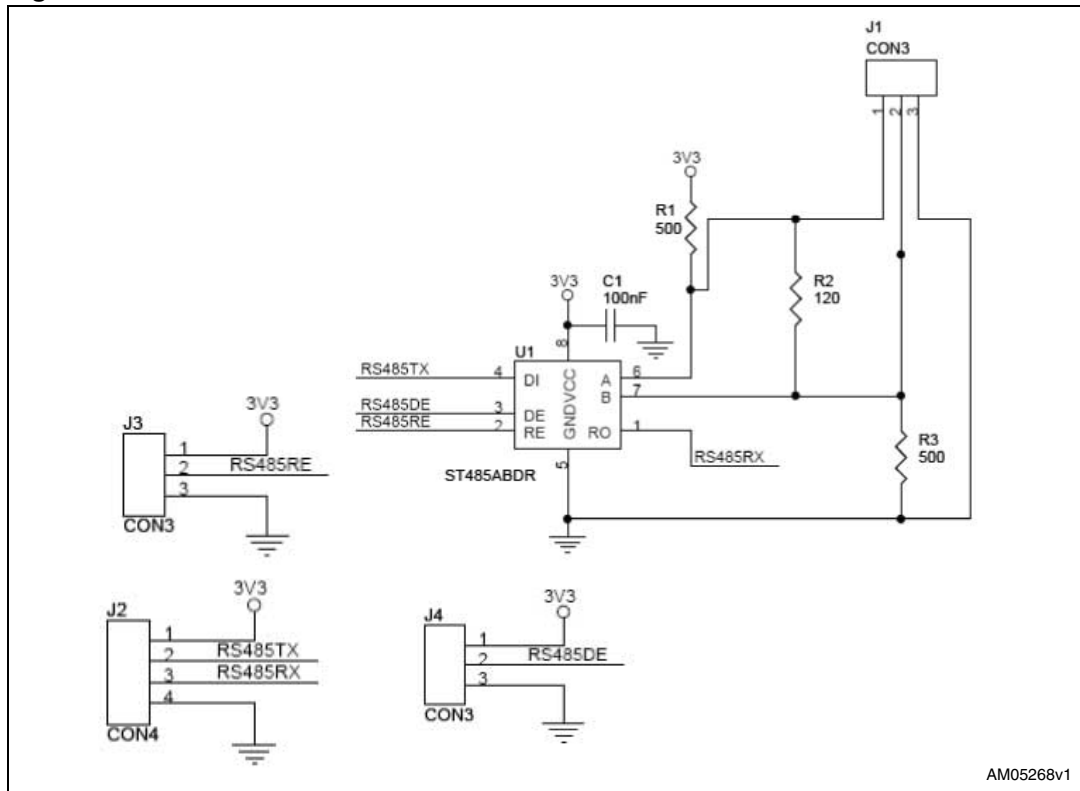 J1
CON3
1
2
3
3V3
R1
500
R2
120
3V3
C1
100nF
8
U1
RS485TX
4
DI
VCC
A
6
B
7
RS485DE
3
DE
RS485RE
2
RE
GND
RO
1
RS485RX
5
ST485ABDR
R3
500
J3
3V3
1
2
RS485RE
3
CON3
J2
3V3
1
2
RS485TX
3
RS485RX
4
CON4
J4
3V3
1
2
RS485DE
3
CON3
AM05268v1